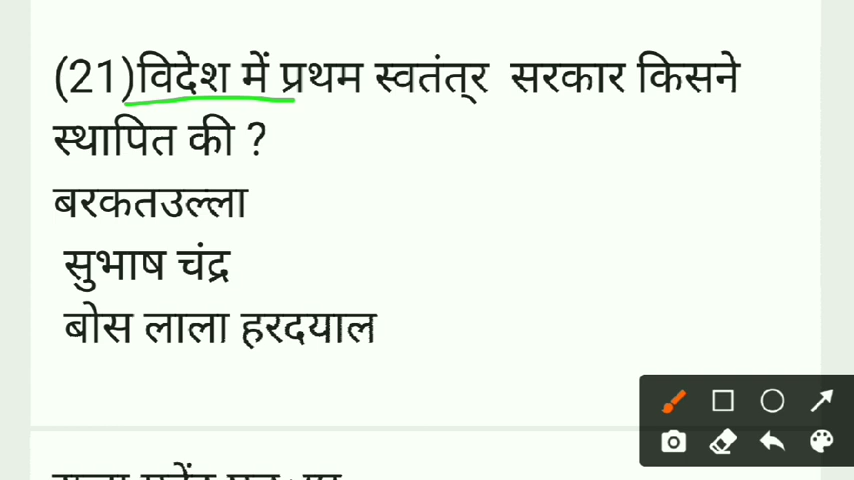 (21)विदेश में प्रथम स्वतंत्र सरकार किसने
स्थापित की ?
बरकतउल्ला
सुभाष चंद्र
बोस लाला हरदयाल